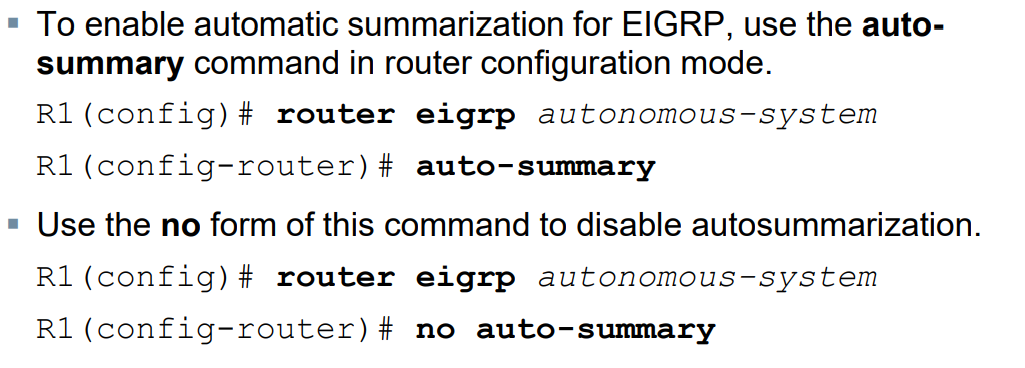 ▪ To enable automatic summarization for EIGRP, use the auto-
summary command in router configuration mode.
R1(config)# router eigrp autonomous-system
R1(config-router)# auto-summary
▪ Use the no form of this command to disable autosummarization.
R1(config)# router eigrp autonomous-system
R1(config-router)# no auto-summary